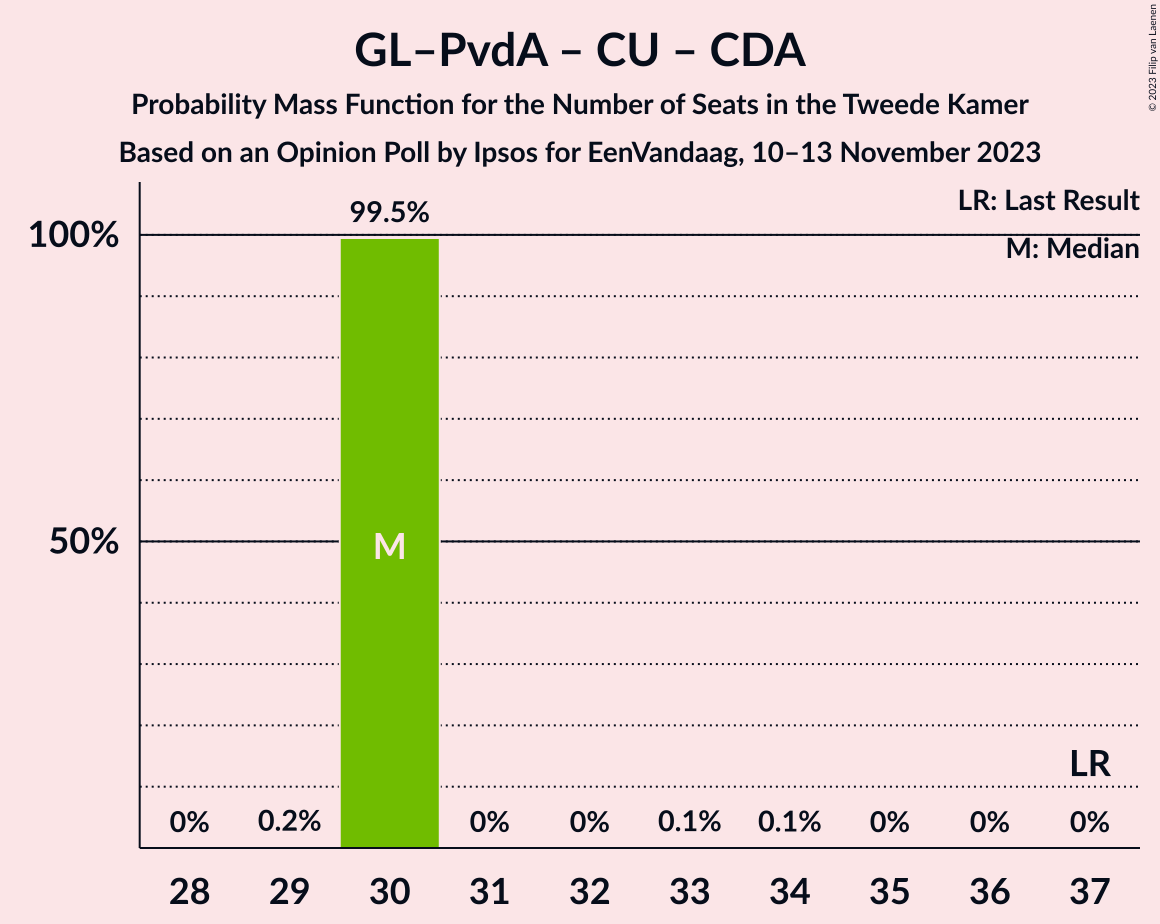 GL–PvdA – CU – CDA
Probability Mass Function for the Number of Seats in the Tweede Kamer
Based on an Opinion Poll by Ipsos for EenVandaag, 10–13 November 2023
© 2023 Filip van Laenen
LR: Last Result
M: Median
99.5%
100%
50%
M
LR
0% 0.2% 0% 0% 0.1% 0.1% 0% 0% 0%
28 29 30 31 32 33 34 35 36 37